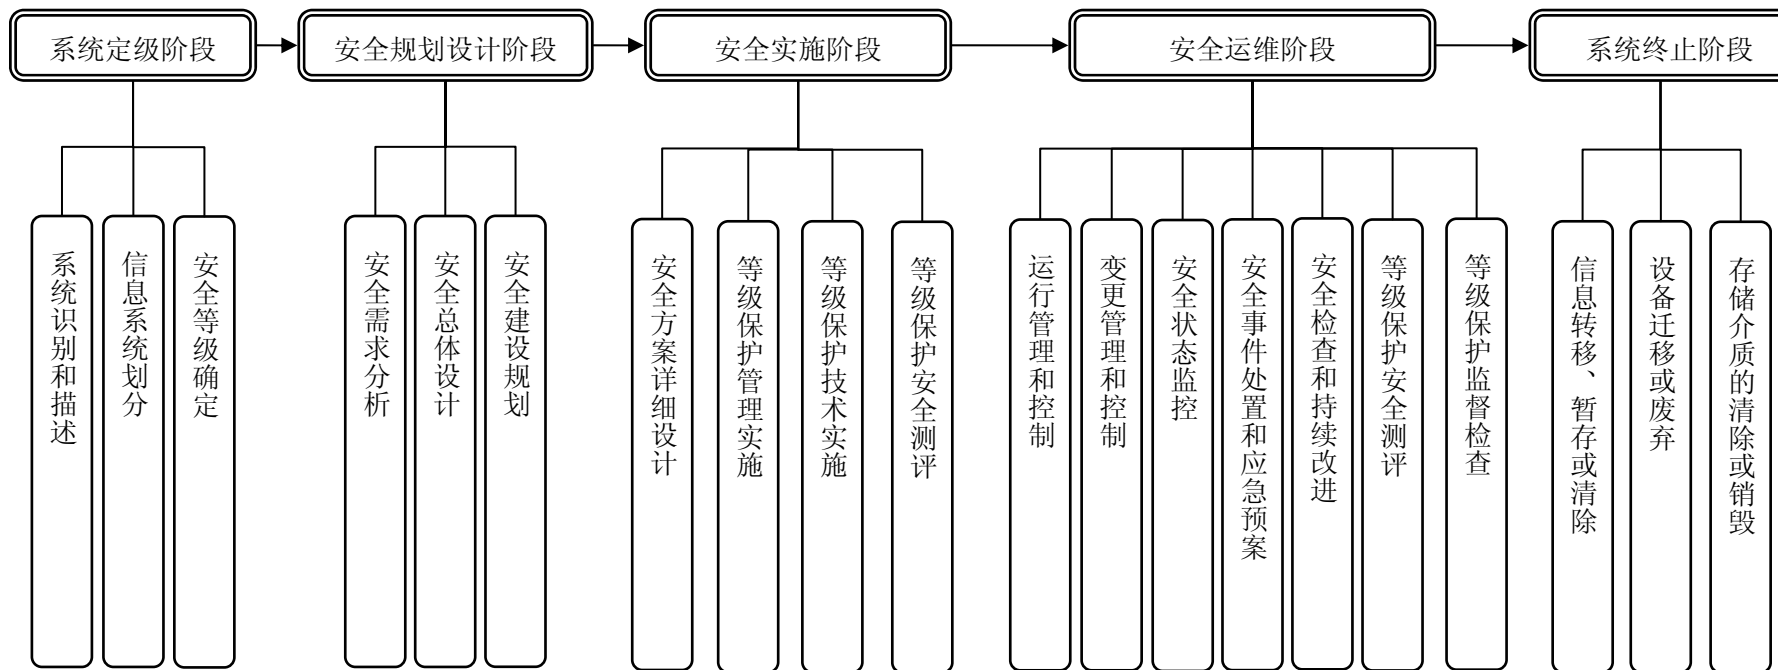 系统定级阶段
安全规划设计阶段
安全实施阶段
安全运维阶段
系统终止阶段
系统识别和描述
信息系统划分
安全等级确定
安全需求分析
安全总体设计
安全建设规划
安全方案详细设计
等级保护管理实施
等级保护技术实施
等级保护安全测评
运行管理和控制
变更管理和控制
安全状态监控
安全事件处置和应急预案
安全检查和持续改进
等级保护安全测评
等级保护监督检查
信息转移、暂存或清除
设备迁移或废弃
存储介质的清除或销毁